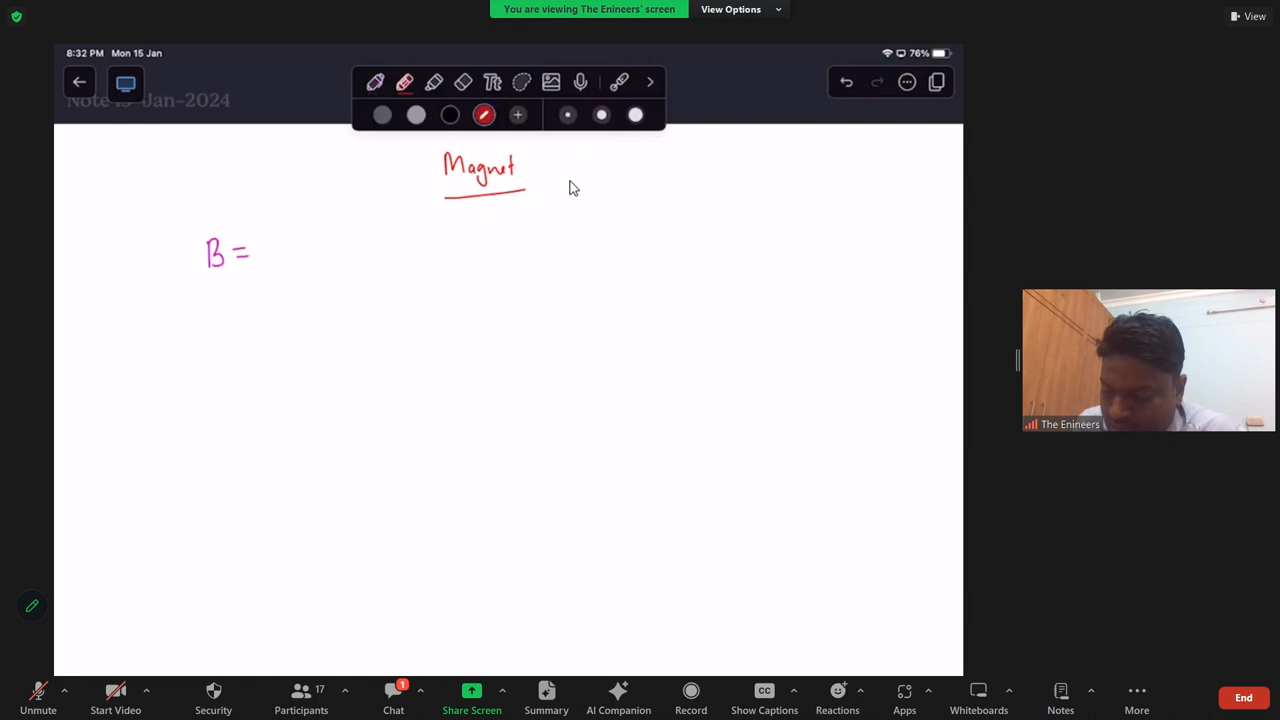 You are viewing The Enineers' screen
View Options
View
8:32 PM Mon 15 Jan
76%
Tt
Magnet
B =
The Enineers
Unmute
Start Video
Security
17
Participants
1
Chat
Share Screen
Summary
AI Companion
Record
CC
Show Captions
Reactions
Apps
Whiteboards
Notes
More
End